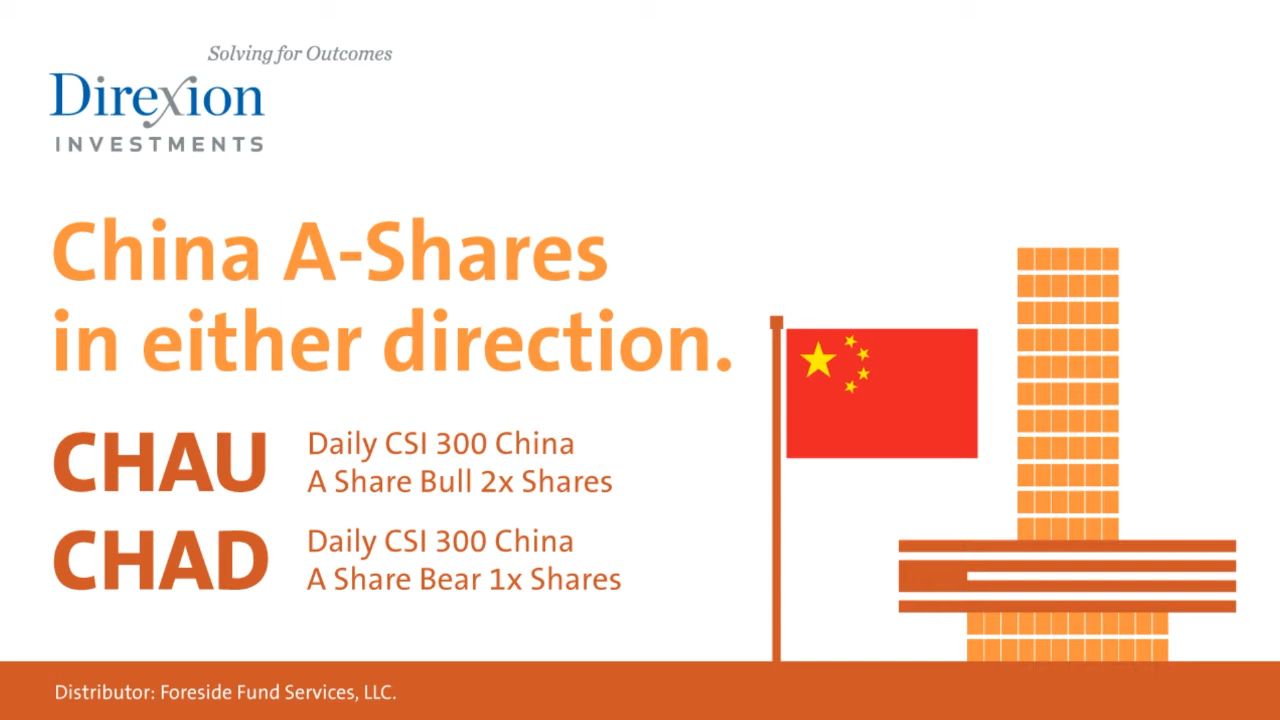 Solving for Outcomes
Direxion
INVESTMENTS
China A-Shares
in either direction.
CHAU
Daily CSI 300 China
A Share Bull 2x Shares
CHAD
Daily CSI 300 China
A Share Bear 1x Shares
Distributor: Foreside Fund Services, LLC.